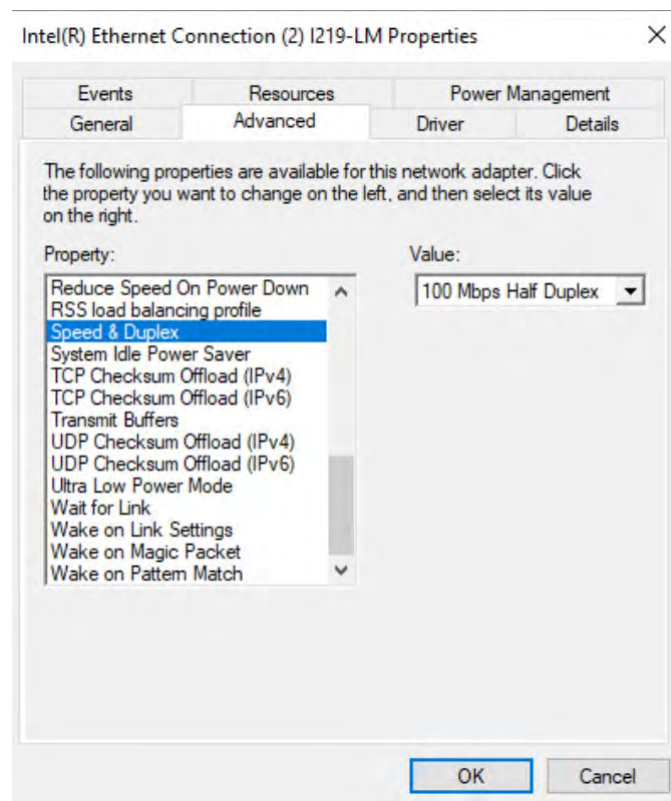 Intel(R) Ethernet Connection (2) I219-LM Properties
Events Resources Power Management
General Advanced Driver Details
The following properties are available for this network adapter. Click
the property you want to change on the left, and then select its value
on the right.
Property: Value:
Reduce Speed On Power Down 100 Mbps Half Duplex
RSS load balancing profile
Speed & Duplex
System Idle Power Saver
TCP Checksum Offload (IPv4)
TCP Checksum Offload (IPv6)
Transmit Buffers
UDP Checksum Offload (IPv4)
UDP Checksum Offload (IPv6)
Ultra Low Power Mode
Wait for Link
Wake on Link Settings
Wake on Magic Packet
Wake on Pattern Match
OK Cancel